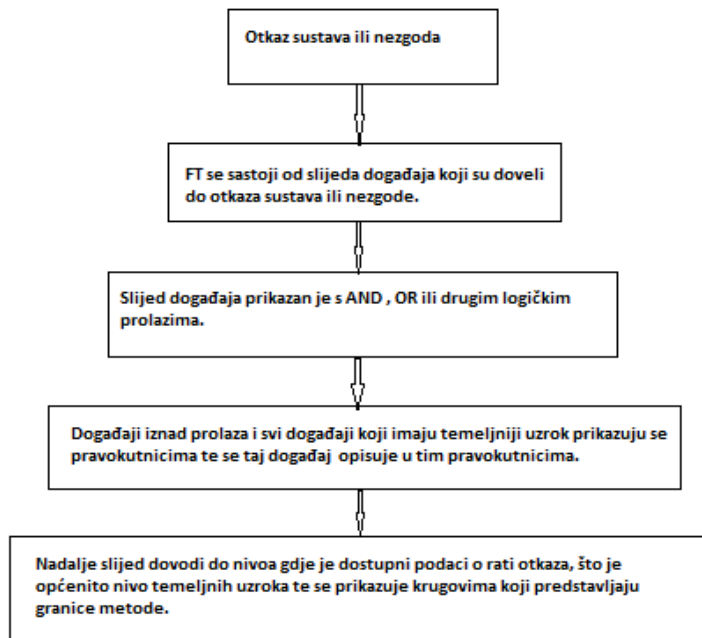 Otkaz sustava ili nezgoda
FT se sastoji od slijeda događaja koji su doveli
do otkaza sustava ili nezgode.
Slijed događaja prikazan je s AND , OR ili drugim logičkim
prolazima.
Događaji iznad prolaza i svi događaji koji imaju temeljniji uzrok prikazuju se
pravokutnicima te se taj događaj opisuje u tim pravokutnicima.
Nadalje slijed dovodi do nivoa gdje je dostupni podaci o rati otkaza, što je
općenito nivo temeljnih uzroka te se prikazuje krugovima koji predstavljaju
granice metode.